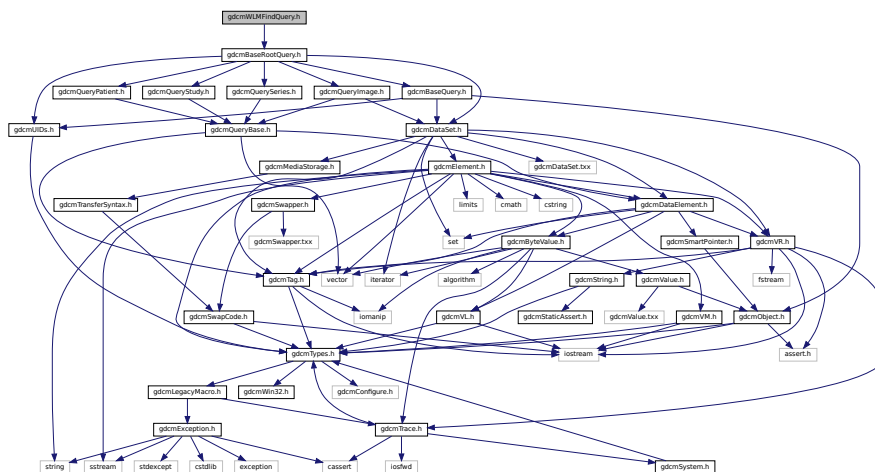 gdcmWLMFindQuery.h
gdcmBaseRootQuery.h
gdcmQueryPatient.h
gdcmQueryStudy.h
gdcmQuerySeries.h
gdcmQueryImage.h
gdcmBaseQuery.h
gdcmUIDs.h
gdcmQueryBase.h
gdcmDataSet.h
gdcmMediaStorage.h
gdcmElement.h
gdcmDataSet.txx
gdcmTransferSyntax.h
gdcmSwapper.h
limits
cmath
cstring
gdcmDataElement.h
gdcmSwapper.txx
set
gdcmByteValue.h
gdcmSmartPointer.h
gdcmVR.h
gdcmTag.h
vector
iterator
algorithm
gdcmString.h
gdcmValue.h
fstream
gdcmSwapCode.h
iomanip
gdcmVL.h
gdcmStaticAssert.h
gdcmValue.txx
gdcmVM.h
gdcmObject.h
gdcmTypes.h
iostream
assert.h
gdcmLegacyMacro.h
gdcmWin32.h
gdcmConfigure.h
gdcmException.h
gdcmTrace.h
string
sstream
stdexcept
cstdlib
exception
cassert
iosfwd
gdcmSystem.h